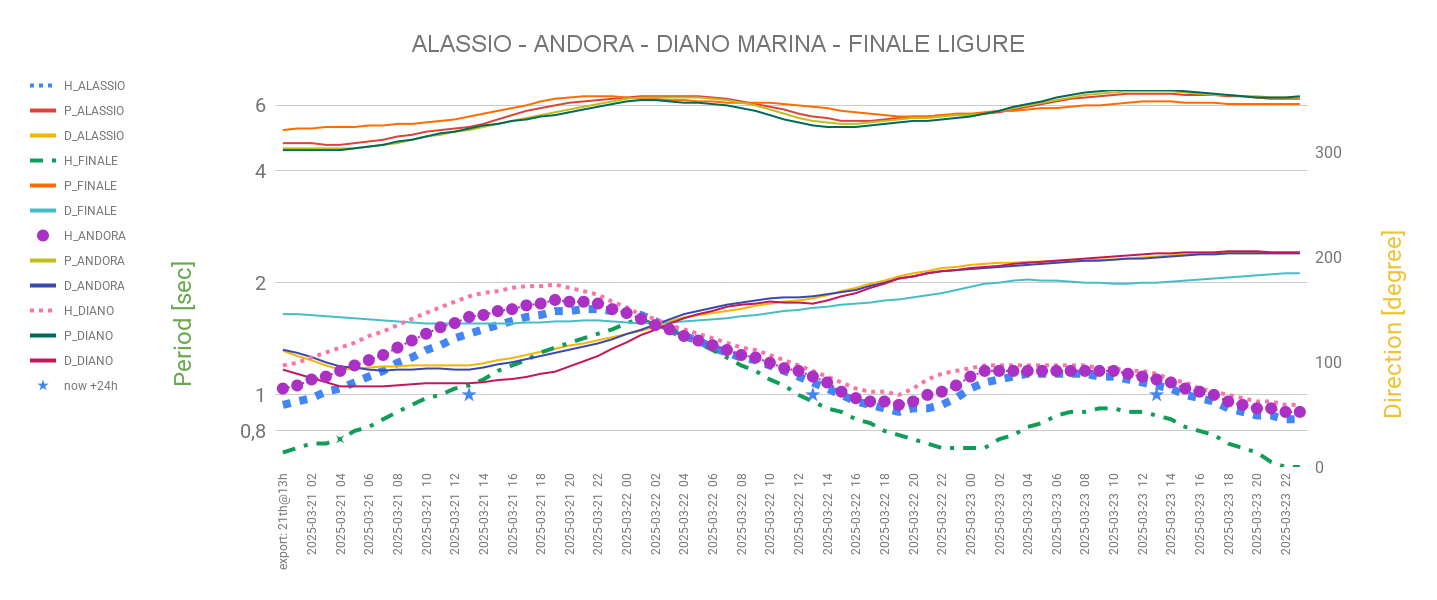 ALASSIO - ANDORA - DIANO MARINA - FINALE LIGURE
H_ALASSIO
P_ALASSIO
D_ALASSIO
H_FINALE
P_FINALE
D_FINALE
H_ANDORA
P_ANDORA
D_ANDORA
H_DIANO
P_DIANO
D_DIANO
now +24h
Period [sec]
6
4
2
1
0,8
300
200
100
0
Direction [degree]
export: 21th@13h
2025-03-21 02
2025-03-21 04
2025-03-21 06
2025-03-21 08
2025-03-21 10
2025-03-21 12
2025-03-21 14
2025-03-21 16
2025-03-21 18
2025-03-21 20
2025-03-21 22
2025-03-22 00
2025-03-22 02
2025-03-22 04
2025-03-22 06
2025-03-22 08
2025-03-22 10
2025-03-22 12
2025-03-22 14
2025-03-22 16
2025-03-22 18
2025-03-22 20
2025-03-22 22
2025-03-23 00
2025-03-23 02
2025-03-23 04
2025-03-23 06
2025-03-23 08
2025-03-23 10
2025-03-23 12
2025-03-23 14
2025-03-23 16
2025-03-23 18
2025-03-23 20
2025-03-23 22